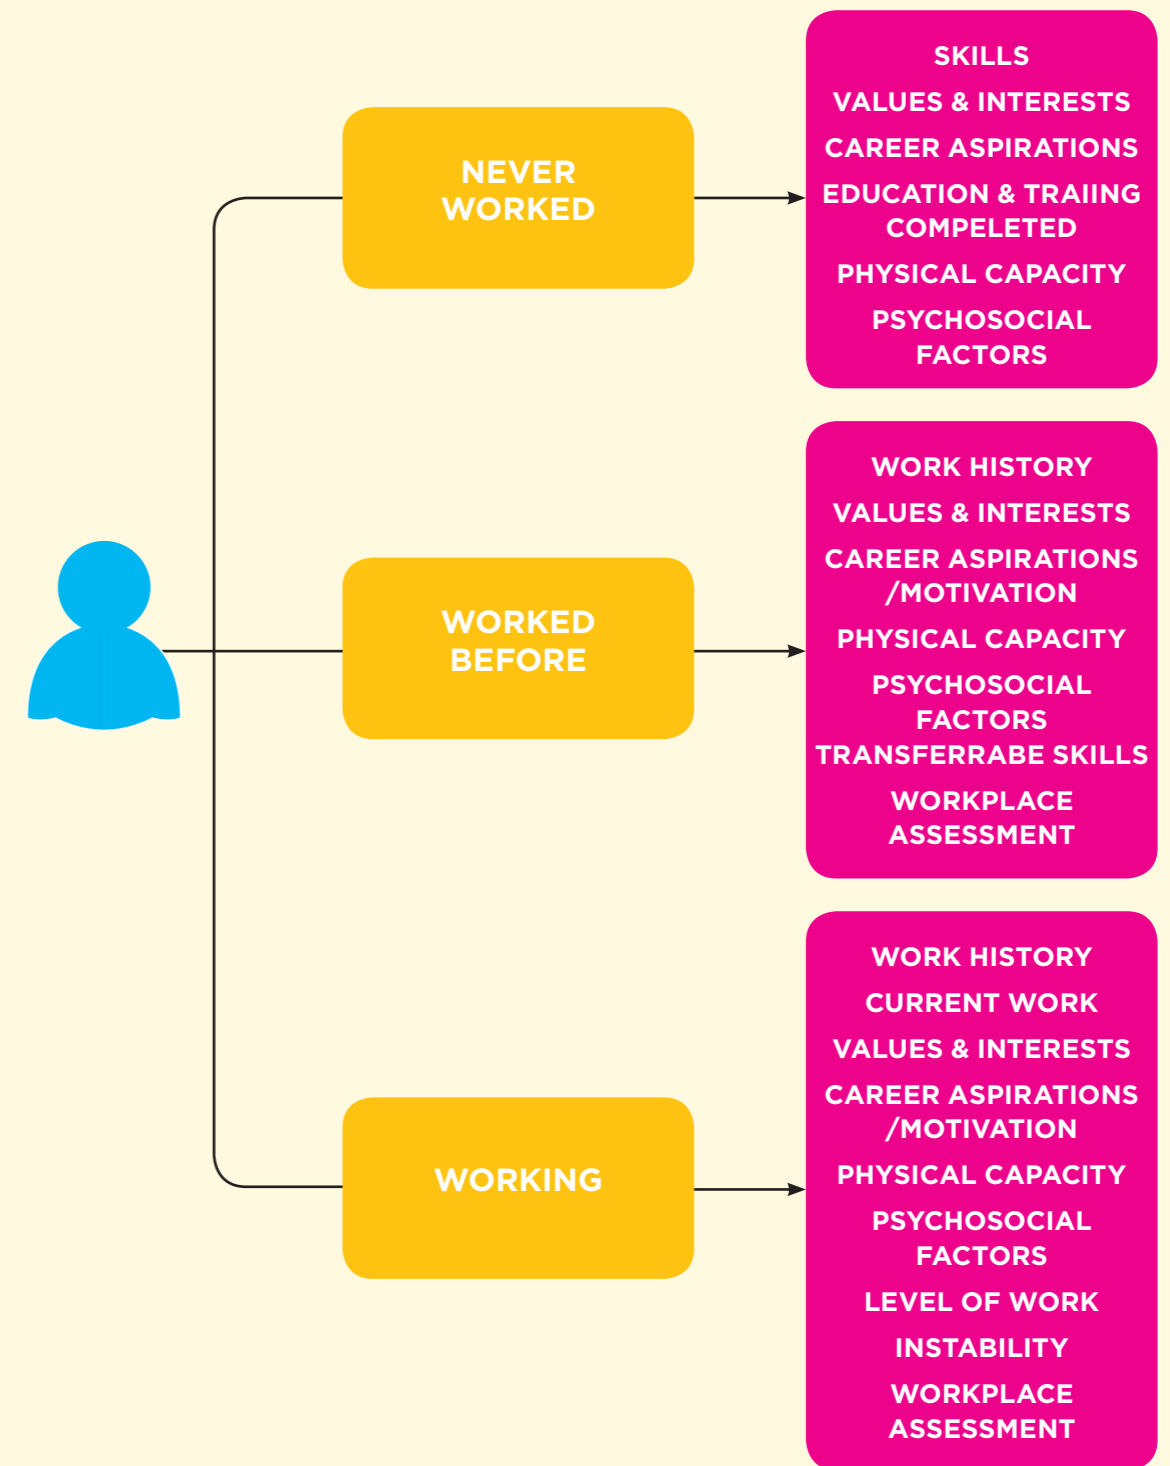 NEVER
WORKED
SKILLS
VALUES & INTERESTS
CAREER ASPIRATIONS
EDUCATION & TRAIING
COMPELETED
PHYSICAL CAPACITY
PSYCHOSOCIAL
FACTORS
WORKED
BEFORE
WORK HISTORY
VALUES & INTERESTS
CAREER ASPIRATIONS
/MOTIVATION
PHYSICAL CAPACITY
PSYCHOSOCIAL
FACTORS
TRANSFERRABE SKILLS
WORKPLACE
ASSESSMENT
WORKING
WORK HISTORY
CURRENT WORK
VALUES & INTERESTS
CAREER ASPIRATIONS
/MOTIVATION
PHYSICAL CAPACITY
PSYCHOSOCIAL
FACTORS
LEVEL OF WORK
INSTABILITY
WORKPLACE
ASSESSMENT